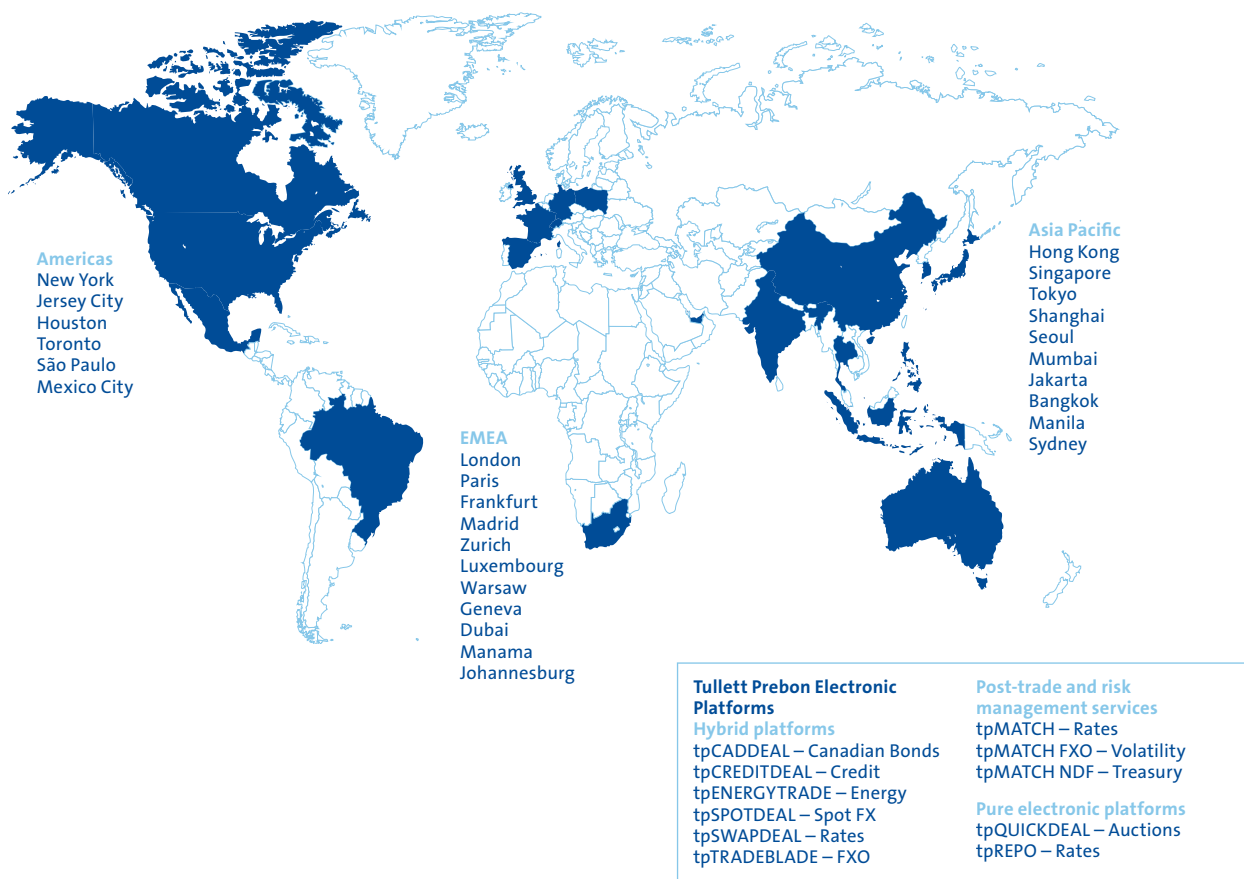 Americas
New York
Jersey City
Houston
Toronto
São Paulo
Mexico City
EMEA
London
Paris
Frankfurt
Madrid
Zurich
Luxembourg
Warsaw
Geneva
Dubai
Manama
Johannesburg
Asia Pacific
Hong Kong
Singapore
Tokyo
Shanghai
Seoul
Mumbai
Jakarta
Bangkok
Manila
Sydney
Tullett Prebon Electronic
Platforms
Hybrid platforms
tpCADDEAL – Canadian Bonds
tpCREDITDEAL – Credit
tpENERGYTRADE – Energy
tpSPOTDEAL – Spot FX
tpSWAPDEAL – Rates
tpTRADEBLADE – FXO
Post-trade and risk
management services
tpMATCH – Rates
tpMATCH FXO – Volatility
tpMATCH NDF – Treasury
Pure electronic platforms
tpQUICKDEAL – Auctions
tpREPO – Rates